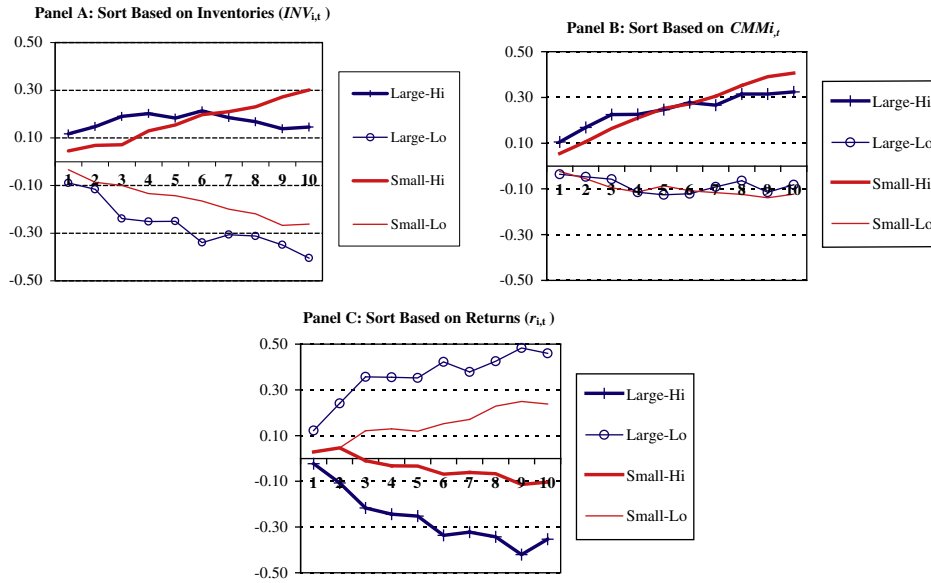 Panel A: Sort Based on Inventories (INVi,t)
0.50
0.30
0.10
-0.10
-0.30
-0.50
1 2 3 4 5 6 7 8 9 10
Large-Hi
Large-Lo
Small-Hi
Small-Lo
Panel B: Sort Based on CMMi,t
0.50
0.30
0.10
-0.10
-0.30
-0.50
1 2 3 4 5 6 7 8 9 10
Large-Hi
Large-Lo
Small-Hi
Small-Lo
Panel C: Sort Based on Returns (ri,t )
0.50
0.30
0.10
-0.10
-0.30
-0.50
1 2 3 4 5 6 7 8 9 10
Large-Hi
Large-Lo
Small-Hi
Small-Lo